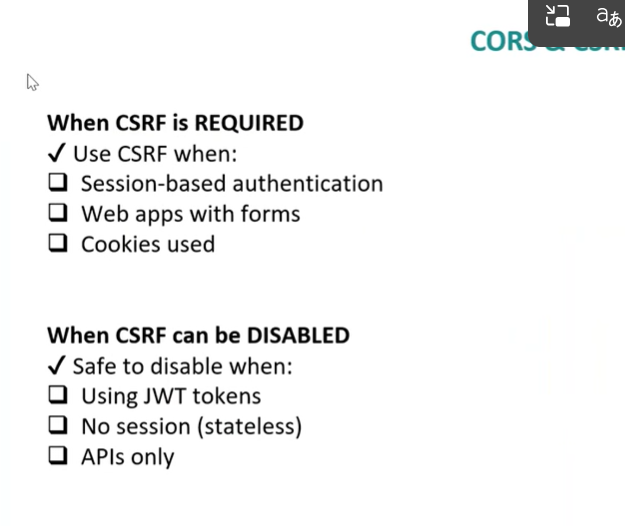 CORS
When CSRF is REQUIRED
✓ Use CSRF when:
❑ Session-based authentication
❑ Web apps with forms
❑ Cookies used
When CSRF can be DISABLED
✓ Safe to disable when:
❑ Using JWT tokens
❑ No session (stateless)
❑ APIs only